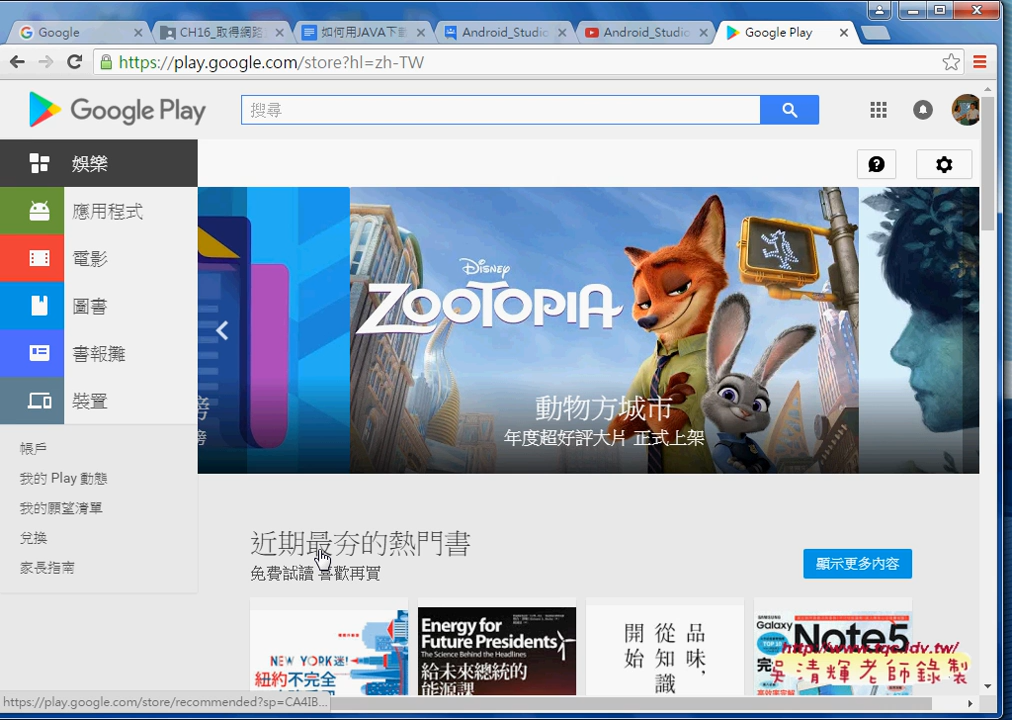 Google
CH16_取得網路
如何用JAVA下載
Android_Studio
Android_Studio
Google Play
https://play.google.com/store?hl=zh-TW
Google Play
搜尋
娛樂
應用程式
電影
圖書
書報攤
裝置
帳戶
我的 Play 動態
我的願望清單
兌換
家長指南
榜
榜
DISNEY
ZOOTOPIA
動物方城市
年度超好評大片 正式上架
近期最夯的熱門書
免費試讀 喜歡再買
顯示更多內容
NEW YORK迷!
紐約不完全
Energy for
Future Presidents
The Science Behind the Headlines
給未來總統的
能源課
品味，
從知識
開始
SAMSUNG
Galaxy
Note5
http://www.tqc.idv.tw/
吳清輝老師錄製
https://play.google.com/store/recommended?sp=CA4IB...